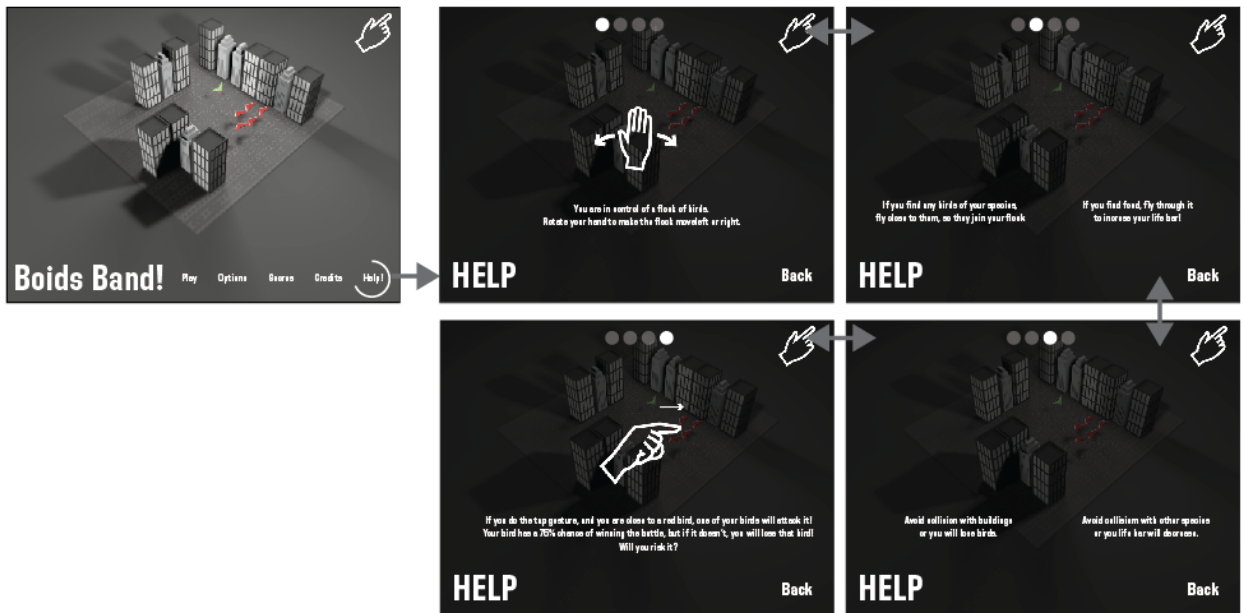 Boids Band!
Play Options Scores Credits Help!
You are in control of a flock of birds.
Rotate your hand to make the flock move left or right.
HELP
Back
If you find any birds of your species,
fly close to them, so they join your flock
If you find food, fly through it
to increse your life bar!
HELP
Back
If you do the tap gesture, and you are close to a red bird, one of your birds will attack it!
Your bird has a 75% chance of winning the battle, but if it doesn't, you will lose that bird!
Will you risk it?
HELP
Back
Avoid collision with buildings
or you will lose birds.
Avoid collision with other species
or you life bar will decrease.
HELP
Back